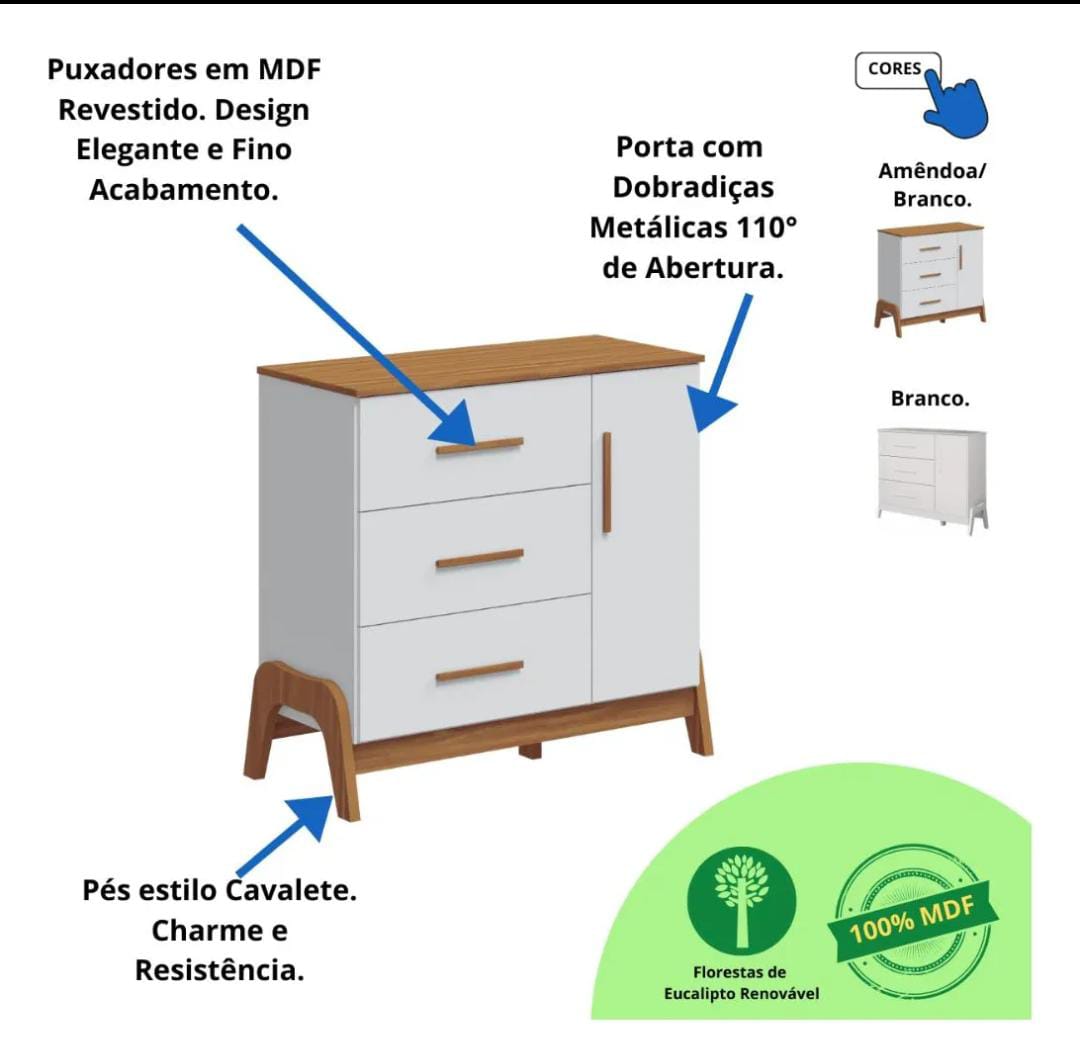 Puxadores em MDF
Revestido. Design
Elegante e Fino
Acabamento.
Porta com
Dobradiças
Metálicas 110°
de Abertura.
CORES
Amêndoa/
Branco.
Branco.
Pés estilo Cavalete.
Charme e
Resistência.
Florestas de
Eucalipto Renovável
100% MDF